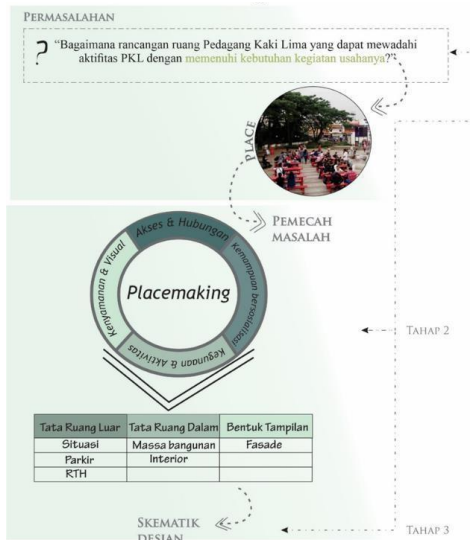 PERMASALAHAN
? "Bagaimana rancangan ruang Pedagang Kaki Lima yang dapat mewadahi
aktifitas PKL dengan memenuhi kebutuhan kegiatan usahanya?"
PLACE
PEMECAH
MASALAH
Akses & Hubungan
Kemampuan bersosialisasi
Kenyamanan & Visual
Kegunaan & Aktivitas
Placemaking
TAHAP 2
Tata Ruang Luar Tata Ruang Dalam Bentuk Tampilan
Situasi Massa bangunan Fasade
Parkir Interior
RTH
SKEMATIK
DESIAN
TAHAP 3